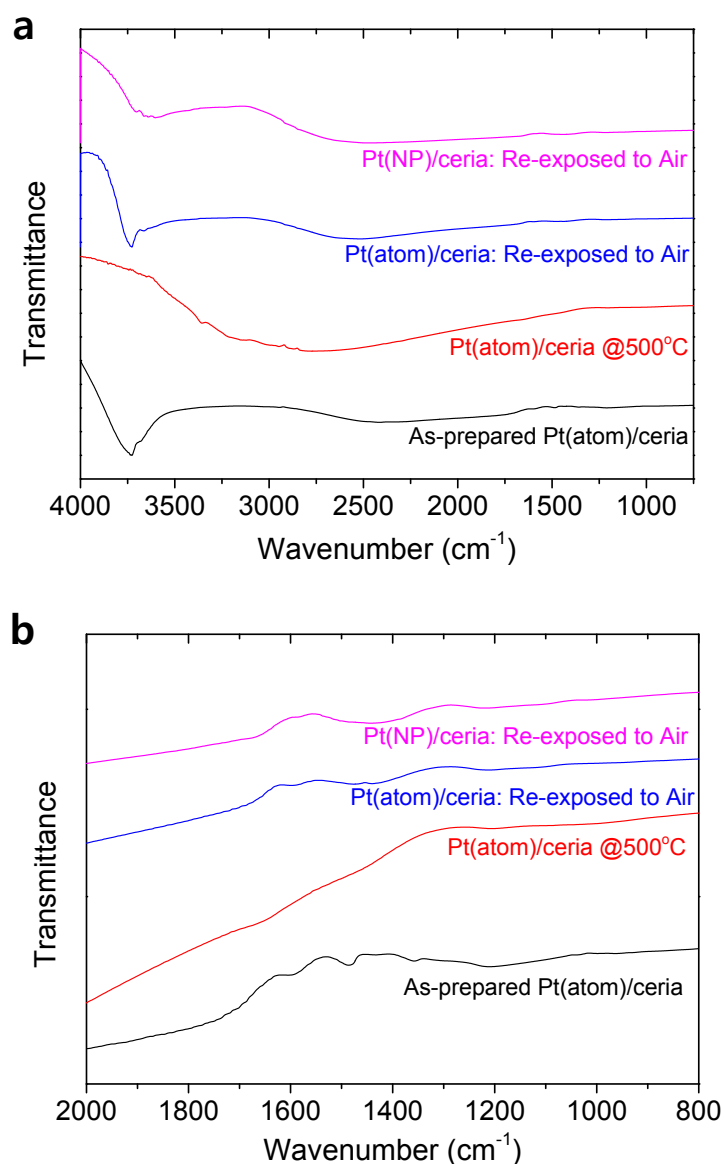 a
Pt(NP)/ceria: Re-exposed to Air
Pt(atom)/ceria: Re-exposed to Air
Pt(atom)/ceria @500°C
As-prepared Pt(atom)/ceria
Transmittance
4000 3500 3000 2500 2000 1500 1000
Wavenumber (cm⁻¹)
b
Pt(NP)/ceria: Re-exposed to Air
Pt(atom)/ceria: Re-exposed to Air
Pt(atom)/ceria @500°C
As-prepared Pt(atom)/ceria
Transmittance
2000 1800 1600 1400 1200 1000 800
Wavenumber (cm⁻¹)